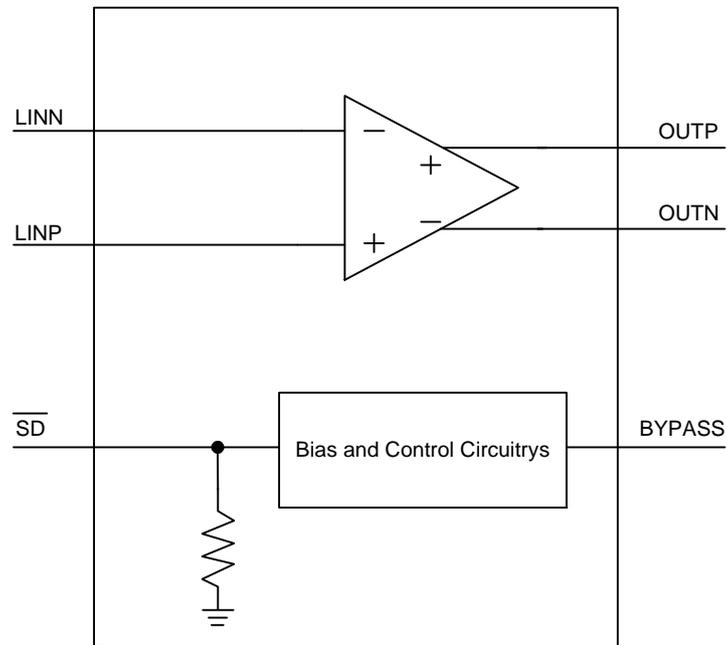 LINN
OUTP
OUTN
LINP
SD
Bias and Control Circuitrys
BYPASS